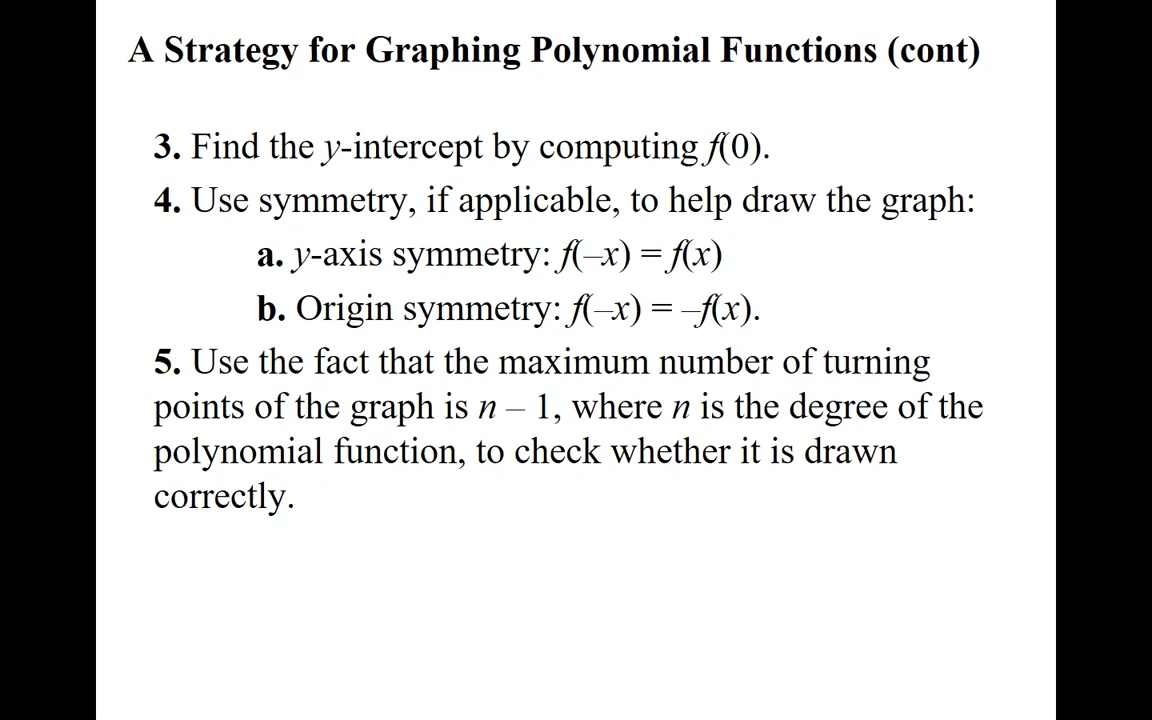 A Strategy for Graphing Polynomial Functions (cont)
3. Find the y-intercept by computing f(0).
4. Use symmetry, if applicable, to help draw the graph:
a. y-axis symmetry: f(–x) = f(x)
b. Origin symmetry: f(–x) = –f(x).
5. Use the fact that the maximum number of turning
points of the graph is n – 1, where n is the degree of the
polynomial function, to check whether it is drawn
correctly.